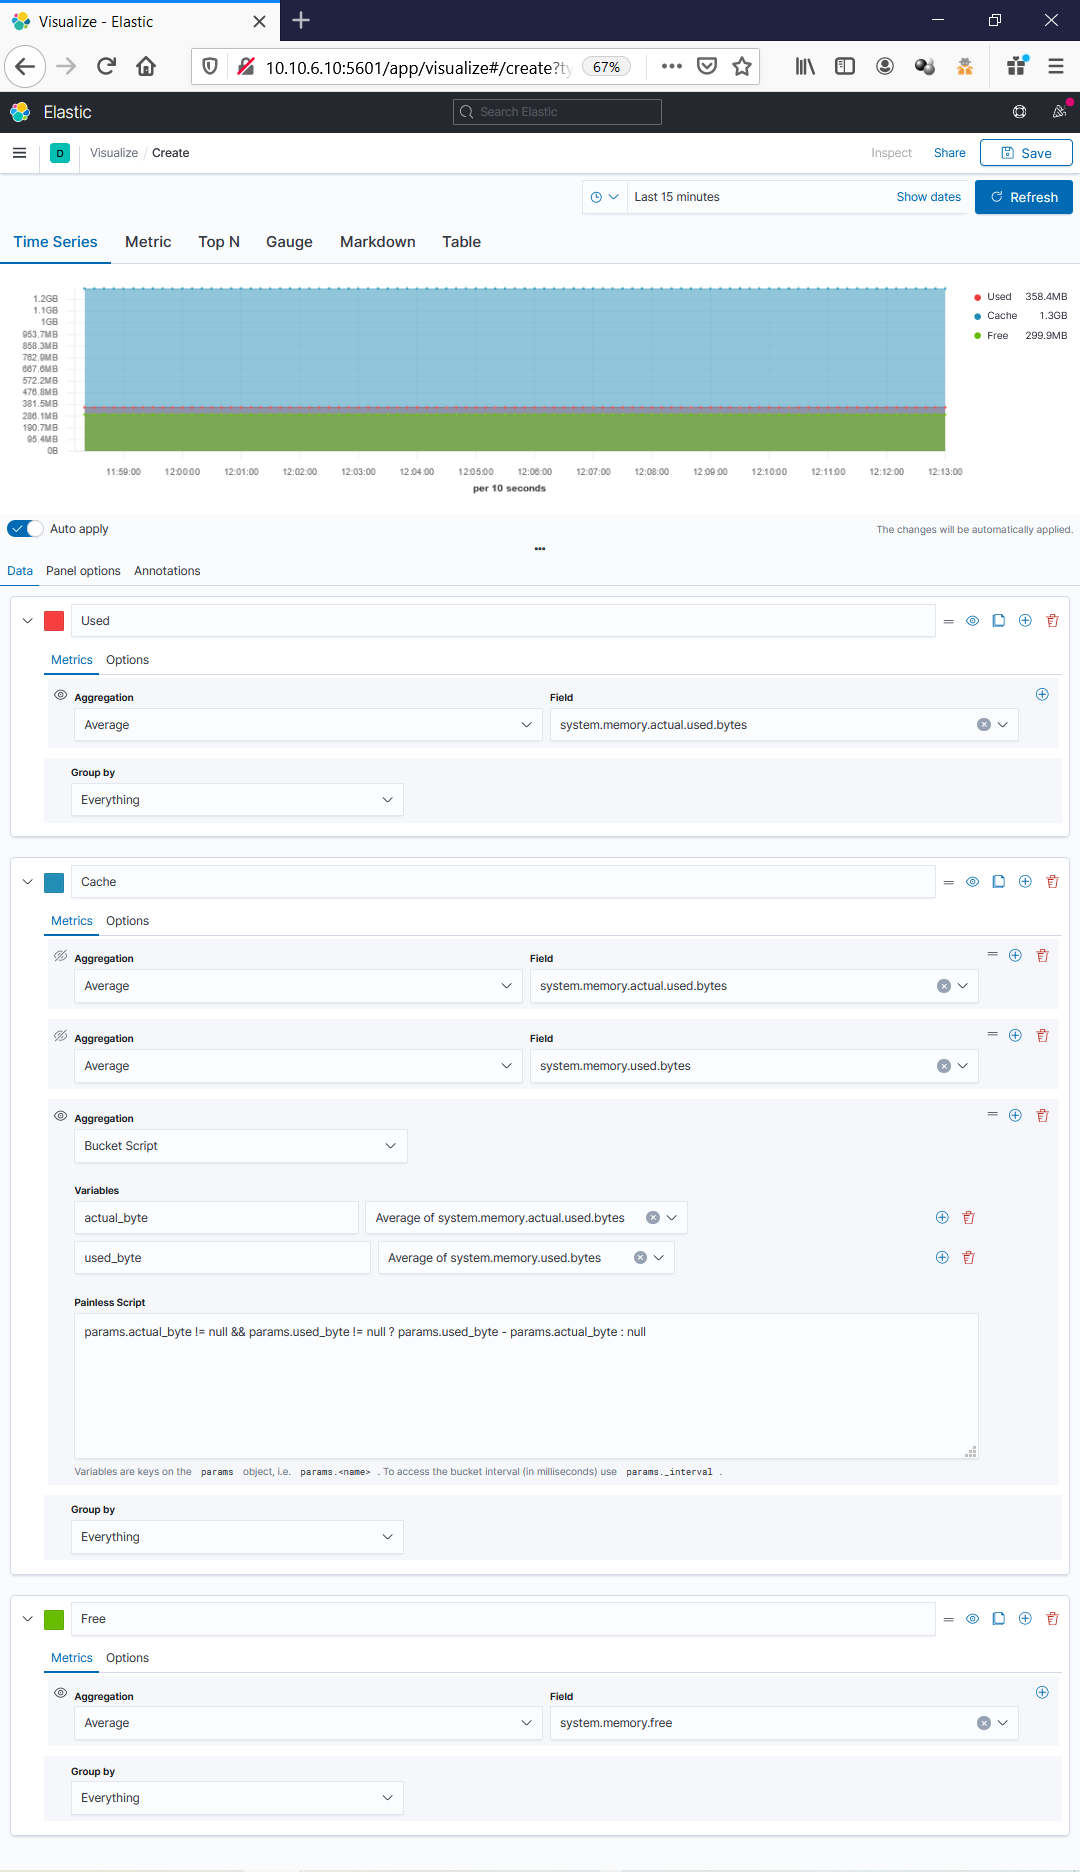 Visualize - Elastic
10.10.6.10:5601/app/visualize#/create?ty
67%
Elastic
Search Elastic
D
Visualize / Create
Inspect
Share
Save
Last 15 minutes
Show dates
Refresh
Time Series
Metric
Top N
Gauge
Markdown
Table
1.2GB
1.1GB
1GB
953.7MB
858.3MB
762.9MB
667.6MB
572.2MB
476.8MB
381.5MB
286.1MB
190.7MB
95.4MB
0B
11:59:00
12:00:00
12:01:00
12:02:00
12:03:00
12:04:00
12:05:00
12:06:00
12:07:00
12:08:00
12:09:00
12:10:00
12:11:00
12:12:00
12:13:00
per 10 seconds
Used 358.4MB
Cache 1.3GB
Free 299.9MB
Auto apply
The changes will be automatically applied.
Data
Panel options
Annotations
Used
Metrics
Options
Aggregation
Field
Average
system.memory.actual.used.bytes
Group by
Everything
Cache
Metrics
Options
Aggregation
Field
Average
system.memory.actual.used.bytes
Aggregation
Field
Average
system.memory.used.bytes
Aggregation
Bucket Script
Variables
actual_byte
Average of system.memory.actual.used.bytes
used_byte
Average of system.memory.used.bytes
Painless Script
params.actual_byte != null && params.used_byte != null ? params.used_byte - params.actual_byte : null
Variables are keys on the params object, i.e. params.<name> . To access the bucket interval (in milliseconds) use params._interval .
Group by
Everything
Free
Metrics
Options
Aggregation
Field
Average
system.memory.free
Group by
Everything